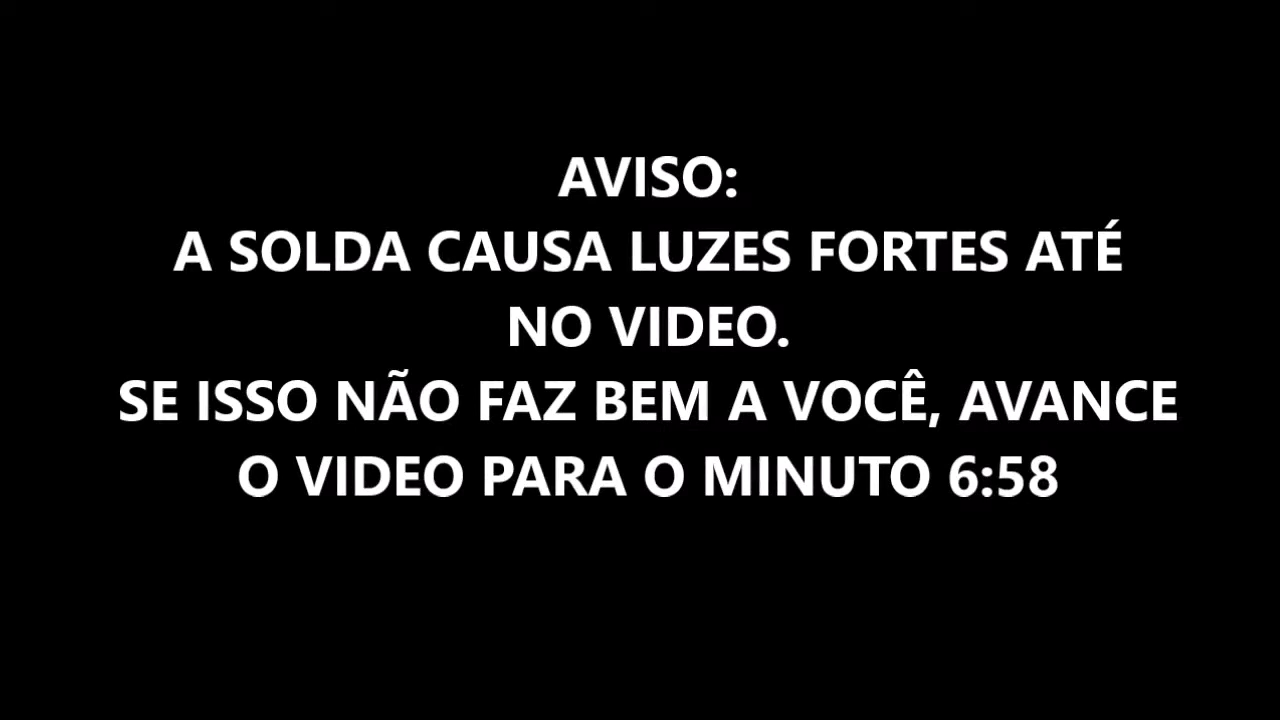 AVISO:
A SOLDA CAUSA LUZES FORTES ATÉ
NO VIDEO.
SE ISSO NÃO FAZ BEM A VOCÊ, AVANCE
O VIDEO PARA O MINUTO 6:58